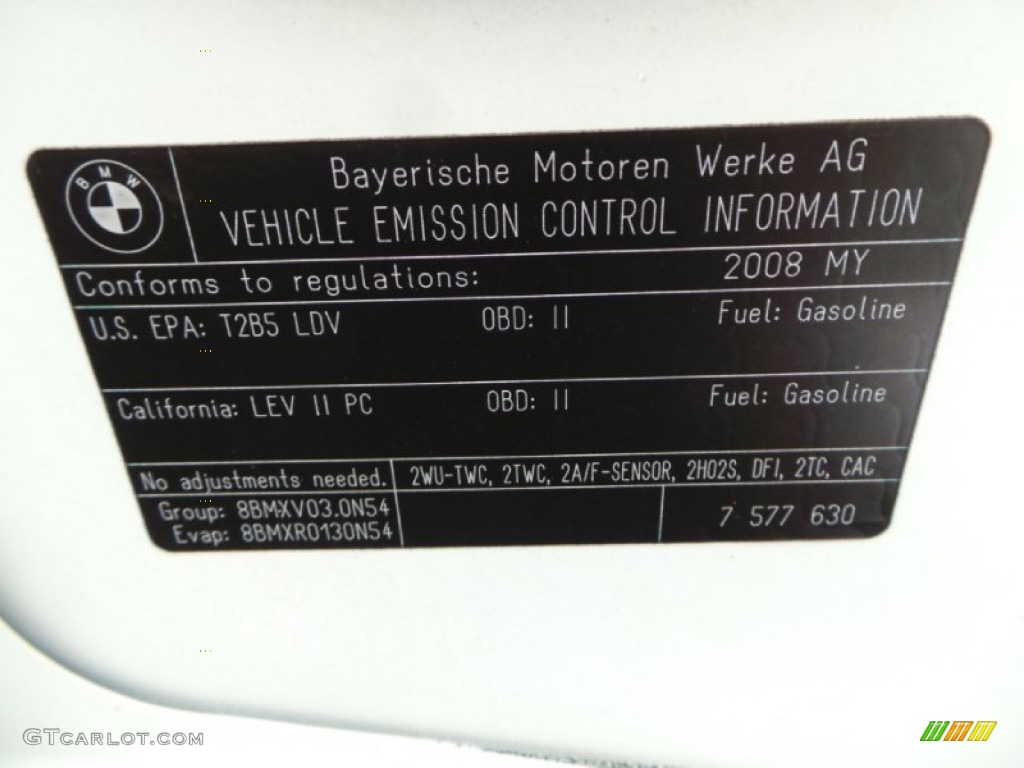 BMW
Bayerische Motoren Werke AG
VEHICLE EMISSION CONTROL INFORMATION
Conforms to regulations: 2008 MY
U.S. EPA: T2B5 LDV OBD: II Fuel: Gasoline
California: LEV II PC OBD: II Fuel: Gasoline
No adjustments needed. 2WU-TWC, 2TWC, 2A/F-SENSOR, 2HO2S, DFI, 2TC, CAC
Group: 8BMXV03.0N54
Evap: 8BMXR0130N54
7 577 630
GTCARLOT.COM